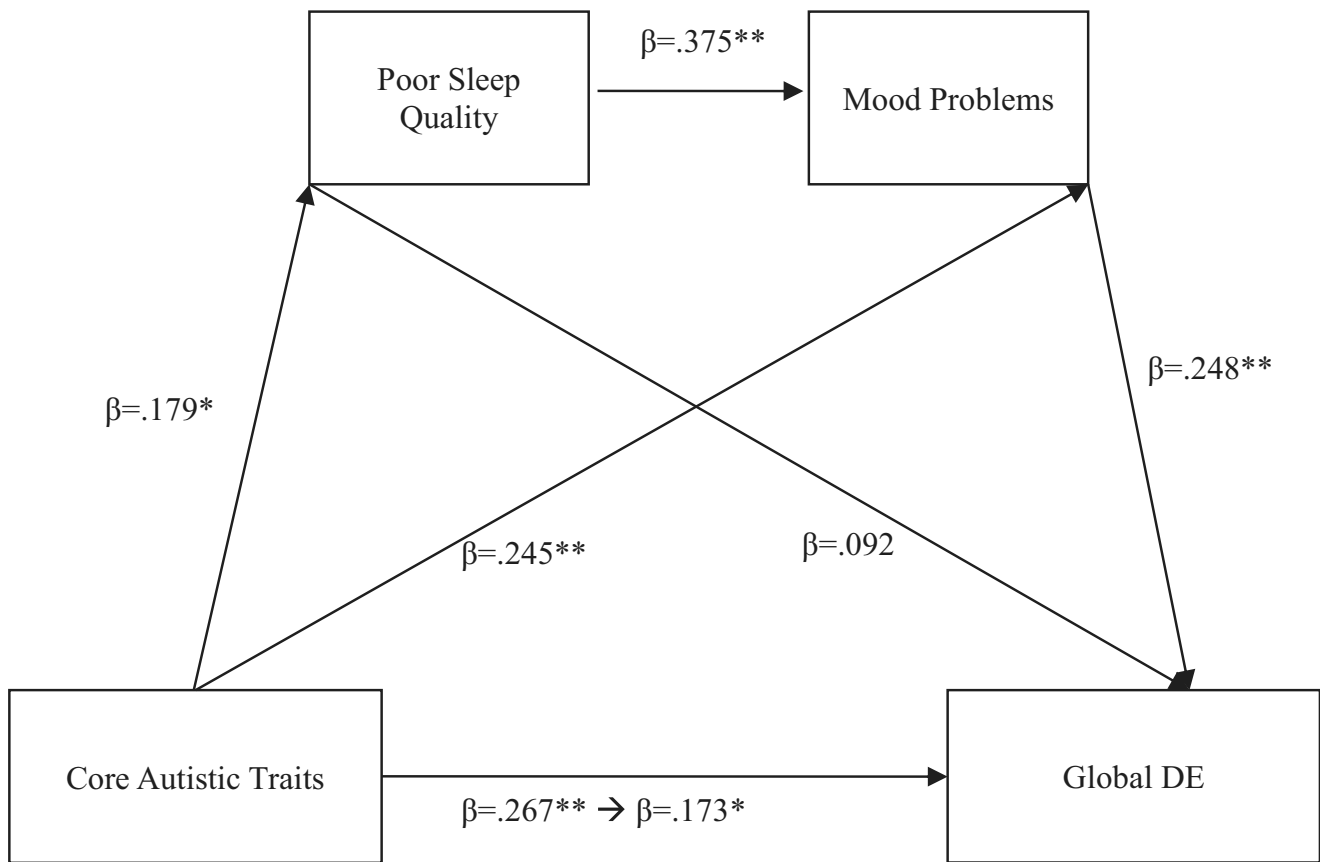 β=.375**
Poor Sleep
Quality
Mood Problems
β=.179*
β=.248**
β=.245**
β=.092
Core Autistic Traits
Global DE
β=.267** → β=.173*